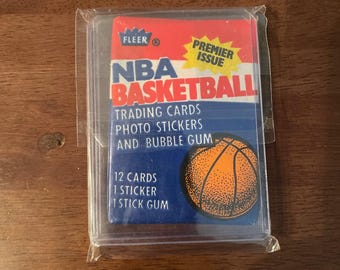 FLEER
PREMIER
ISSUE
NBA
BASKETBALL
TRADING CARDS
PHOTO STICKERS
AND BUBBLE GUM
12 CARDS
1 STICKER
1 STICK GUM